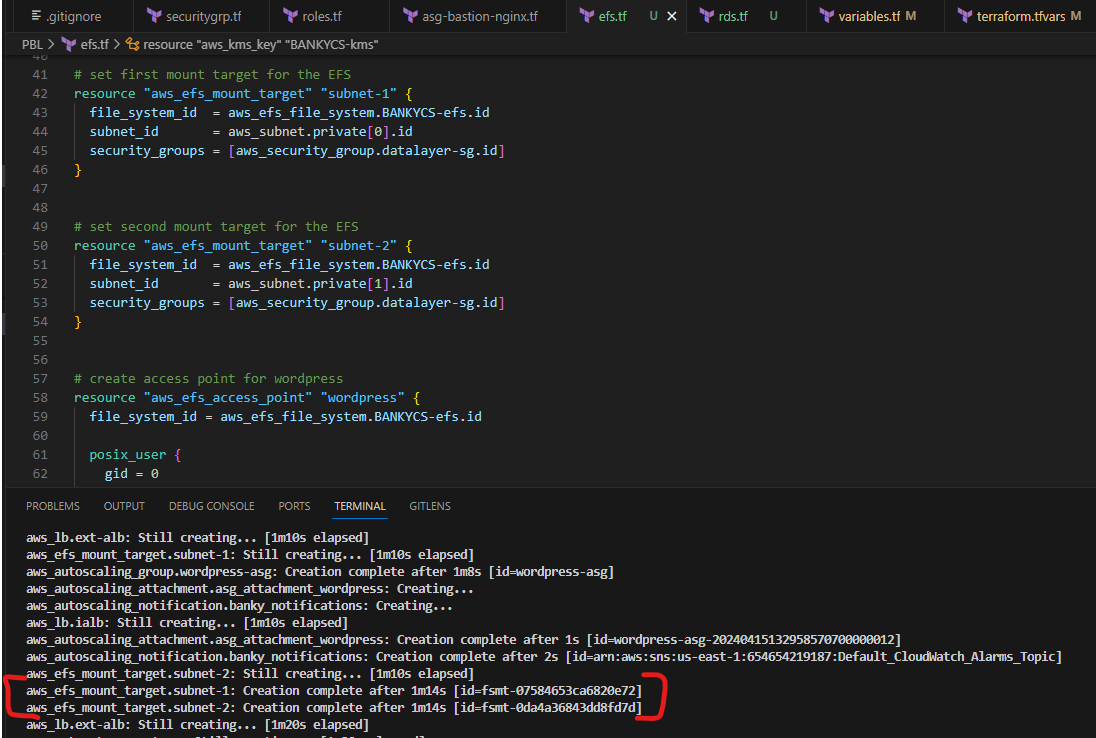 .gitignore securitygrp.tf roles.tf asg-bastion-nginx.tf efs.tf U rds.tf U variables.tf M terraform.tfvars M
PBL > efs.tf > resource "aws_kms_key" "BANKYCS-kms"
40
41 # set first mount target for the EFS
42 resource "aws_efs_mount_target" "subnet-1" {
43 file_system_id = aws_efs_file_system.BANKYCS-efs.id
44 subnet_id = aws_subnet.private[0].id
45 security_groups = [aws_security_group.datalayer-sg.id]
46 }
47
48
49 # set second mount target for the EFS
50 resource "aws_efs_mount_target" "subnet-2" {
51 file_system_id = aws_efs_file_system.BANKYCS-efs.id
52 subnet_id = aws_subnet.private[1].id
53 security_groups = [aws_security_group.datalayer-sg.id]
54 }
55
56
57 # create access point for wordpress
58 resource "aws_efs_access_point" "wordpress" {
59 file_system_id = aws_efs_file_system.BANKYCS-efs.id
60
61 posix_user {
62 gid = 0
PROBLEMS OUTPUT DEBUG CONSOLE PORTS TERMINAL GITLENS
aws_lb.ext-alb: Still creating... [1m10s elapsed]
aws_efs_mount_target.subnet-1: Still creating... [1m10s elapsed]
aws_autoscaling_group.wordpress-asg: Creation complete after 1m8s [id=wordpress-asg]
aws_autoscaling_attachment.asg_attachment_wordpress: Creating...
aws_autoscaling_notification.banky_notifications: Creating...
aws_lb.ialb: Still creating... [1m10s elapsed]
aws_autoscaling_attachment.asg_attachment_wordpress: Creation complete after 1s [id=wordpress-asg-20240415132958570700000012]
aws_autoscaling_notification.banky_notifications: Creation complete after 2s [id=arn:aws:sns:us-east-1:654654219187:Default_CloudWatch_Alarms_Topic]
aws_efs_mount_target.subnet-2: Still creating... [1m10s elapsed]
aws_efs_mount_target.subnet-1: Creation complete after 1m14s [id=fsmt-07584653ca6820e72]
aws_efs_mount_target.subnet-2: Creation complete after 1m14s [id=fsmt-0da4a36843dd8fd7d]
aws_lb.ext-alb: Still creating... [1m20s elapsed]